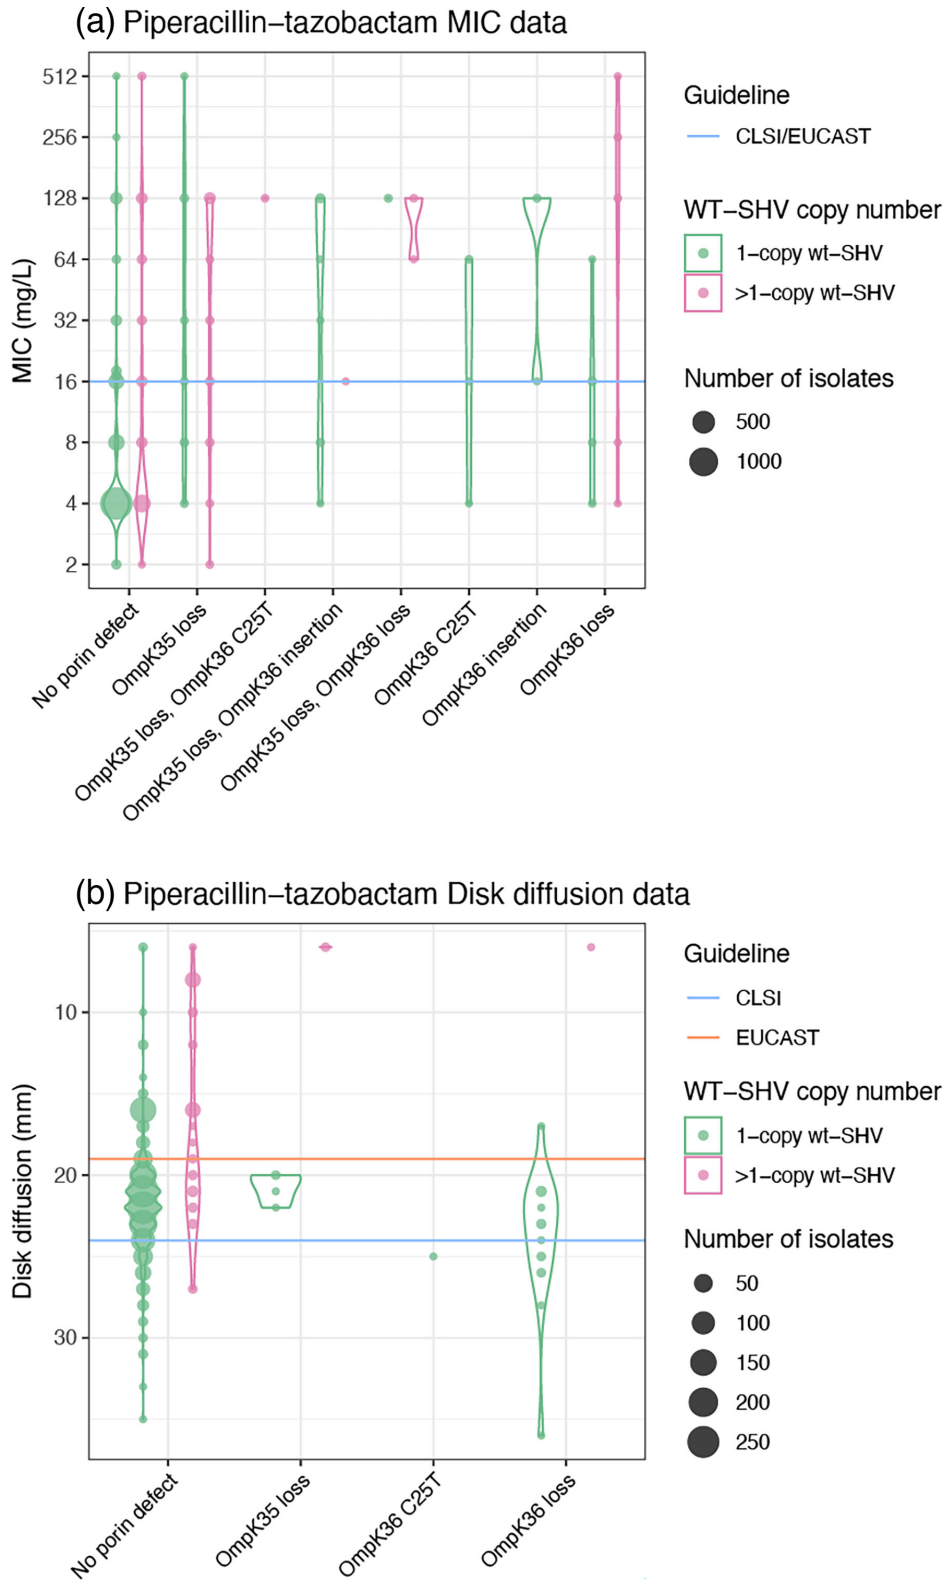 (a) Piperacillin−tazobactam MIC data
MIC (mg/L)
512
256
128
64
32
16
8
4
2
No porin defect
OmpK35 loss
OmpK35 loss, OmpK36 C25T
OmpK35 loss, OmpK36 insertion
OmpK35 loss, OmpK36 loss
OmpK36 C25T
OmpK36 insertion
OmpK36 loss
Guideline
CLSI/EUCAST
WT−SHV copy number
1−copy wt−SHV
>1−copy wt−SHV
Number of isolates
500
1000
(b) Piperacillin−tazobactam Disk diffusion data
Disk diffusion (mm)
10
20
30
No porin defect
OmpK35 loss
OmpK36 C25T
OmpK36 loss
Guideline
CLSI
EUCAST
WT−SHV copy number
1−copy wt−SHV
>1−copy wt−SHV
Number of isolates
50
100
150
200
250